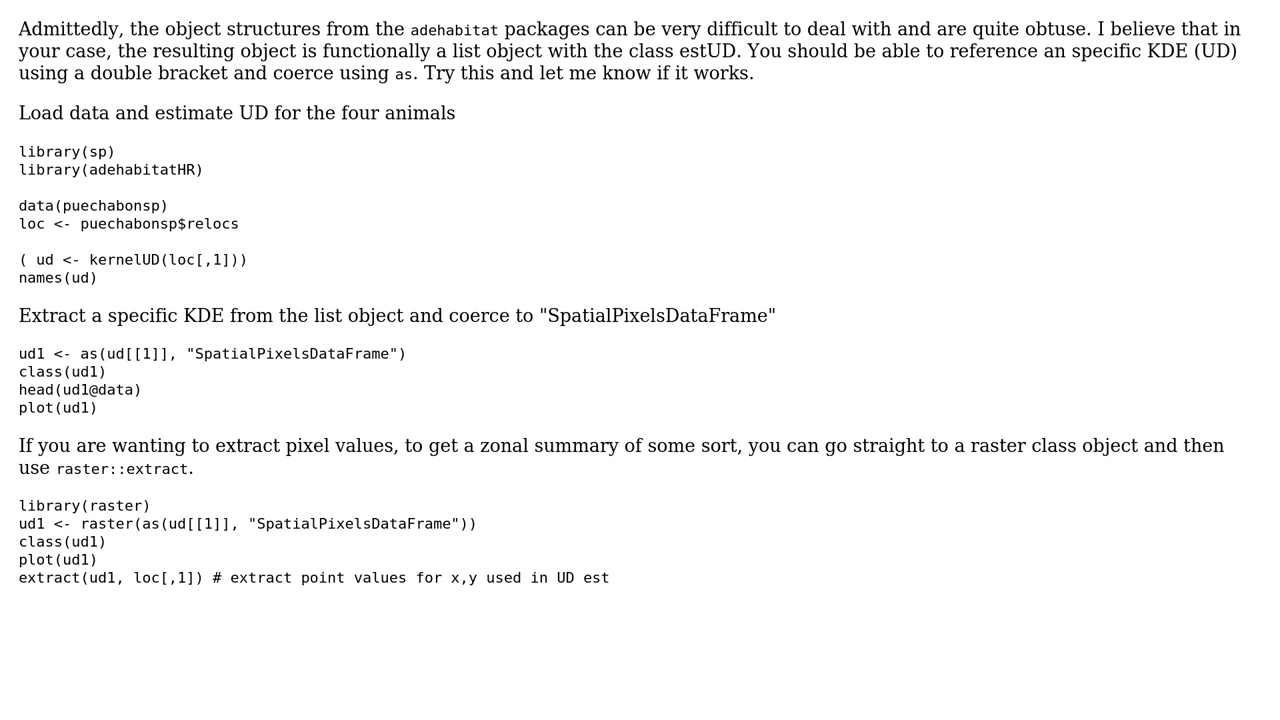 Admittedly, the object structures from the adehabitat packages can be very difficult to deal with and are quite obtuse. I believe that in
your case, the resulting object is functionally a list object with the class estUD. You should be able to reference an specific KDE (UD)
using a double bracket and coerce using as. Try this and let me know if it works.
Load data and estimate UD for the four animals
library(sp)
library(adehabitatHR)
data(puechabonsp)
loc <- puechabonsp$relocs
( ud <- kernelUD(loc[,1]))
names(ud)
Extract a specific KDE from the list object and coerce to "SpatialPixelsDataFrame"
ud1 <- as(ud[[1]], "SpatialPixelsDataFrame")
class(ud1)
head(ud1@data)
plot(ud1)
If you are wanting to extract pixel values, to get a zonal summary of some sort, you can go straight to a raster class object and then
use raster::extract.
library(raster)
ud1 <- raster(as(ud[[1]], "SpatialPixelsDataFrame"))
class(ud1)
plot(ud1)
extract(ud1, loc[,1]) # extract point values for x,y used in UD est